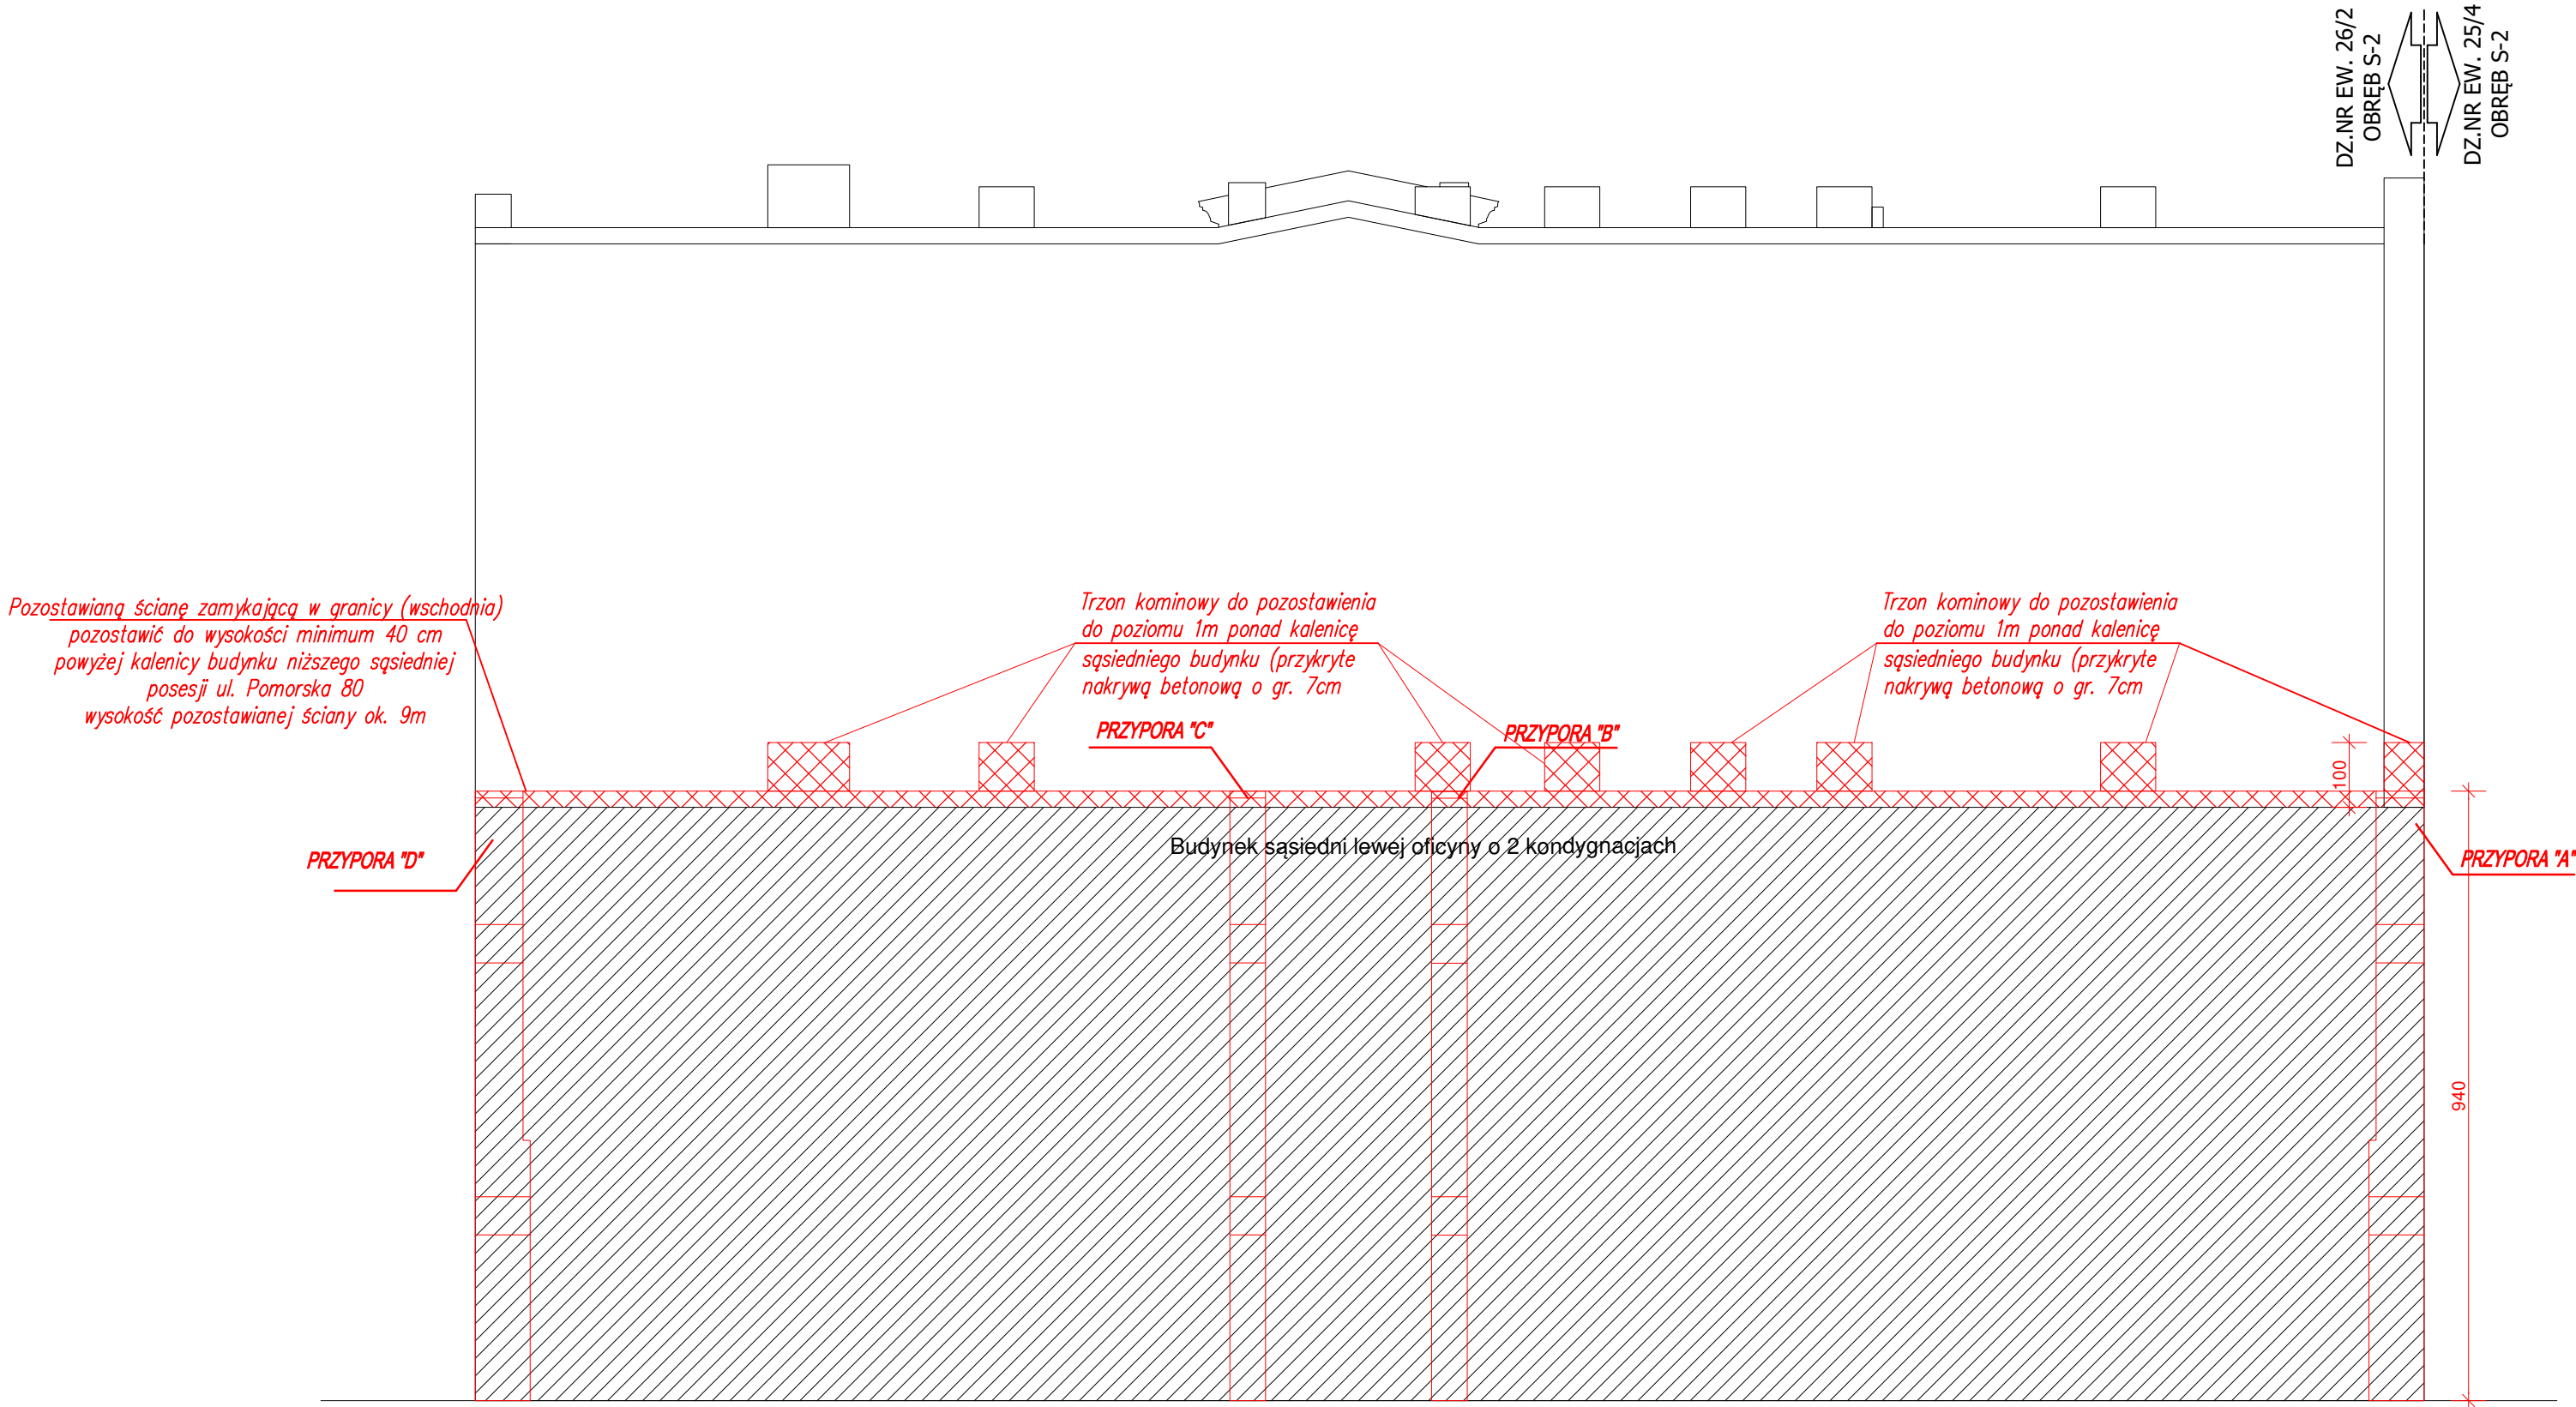 DZ.NR EW. 26/2
OBRĘB S-2
DZ.NR EW. 25/4
OBRĘB S-2
Pozostawianą ścianę zamykającą w granicy (wschodnia)
pozostawić do wysokości minimum 40 cm
powyżej kalenicy budynku niższego sąsiedniej
posesji ul. Pomorska 80
wysokość pozostawianej ściany ok. 9m
Trzon kominowy do pozostawienia
do poziomu 1m ponad kalenicę
sąsiedniego budynku (przykryte
nakrywą betonową o gr. 7cm
Trzon kominowy do pozostawienia
do poziomu 1m ponad kalenicę
sąsiedniego budynku (przykryte
nakrywą betonową o gr. 7cm
PRZYPORA "C"
PRZYPORA "B"
100
Budynek sąsiedni lewej oficyny o 2 kondygnacjach
PRZYPORA "D"
PRZYPORA "A"
940